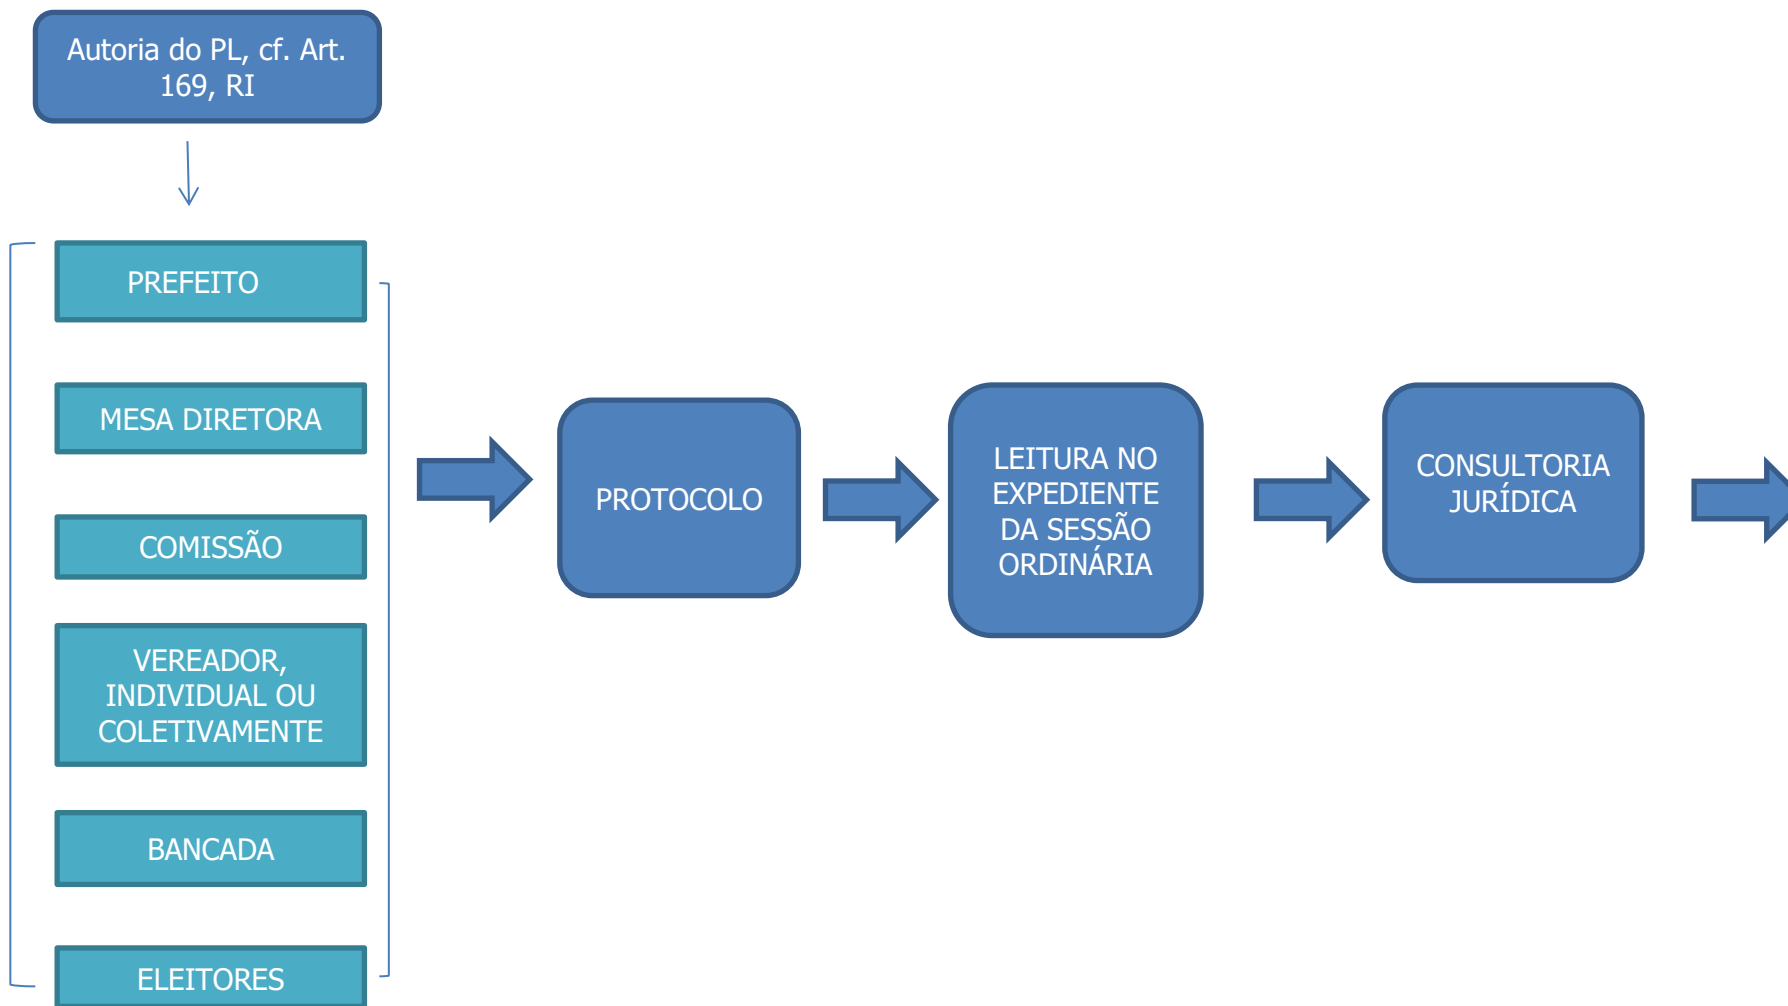 Autoria do PL, cf. Art.
169, RI
PREFEITO
MESA DIRETORA
COMISSÃO
VEREADOR,
INDIVIDUAL OU
COLETIVAMENTE
BANCADA
ELEITORES
PROTOCOLO
LEITURA NO
EXPEDIENTE
DA SESSÃO
ORDINÁRIA
CONSULTORIA
JURÍDICA